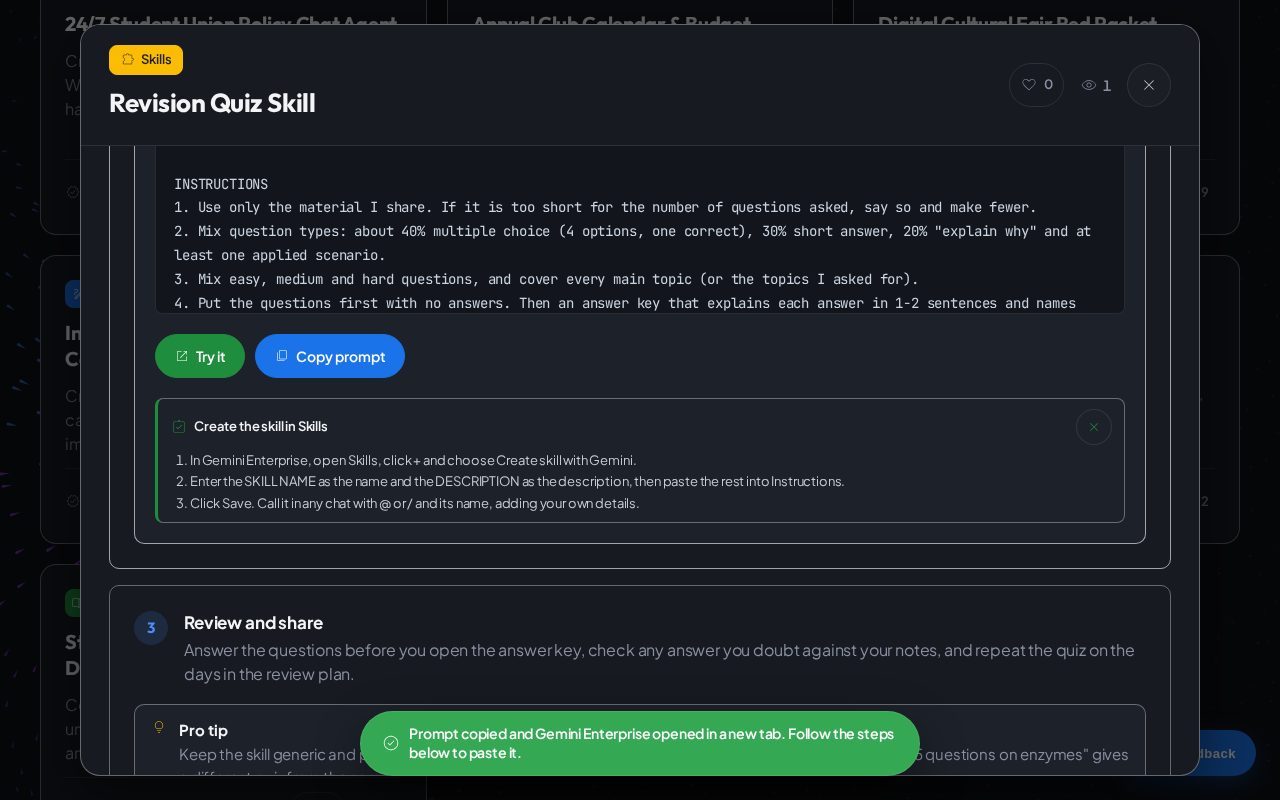 24/7 Student Union Policy Chat Agent
Annual Club Calendar & Budget
Digital Cultural Fair Red Packet
Skills
Revision Quiz Skill
0
1
INSTRUCTIONS
1. Use only the material I share. If it is too short for the number of questions asked, say so and make fewer.
2. Mix question types: about 40% multiple choice (4 options, one correct), 30% short answer, 20% "explain why" and at
least one applied scenario.
3. Mix easy, medium and hard questions, and cover every main topic (or the topics I asked for).
4. Put the questions first with no answers. Then an answer key that explains each answer in 1-2 sentences and names
Try it
Copy prompt
Create the skill in Skills
1. In Gemini Enterprise, open Skills, click + and choose Create skill with Gemini.
2. Enter the SKILL NAME as the name and the DESCRIPTION as the description, then paste the rest into Instructions.
3. Click Save. Call it in any chat with @ or / and its name, adding your own details.
3
Review and share
Answer the questions before you open the answer key, check any answer you doubt against your notes, and repeat the quiz on the
days in the review plan.
Pro tip
Keep the skill generic and
questions on enzymes" gives
Prompt copied and Gemini Enterprise opened in a new tab. Follow the steps
below to paste it.